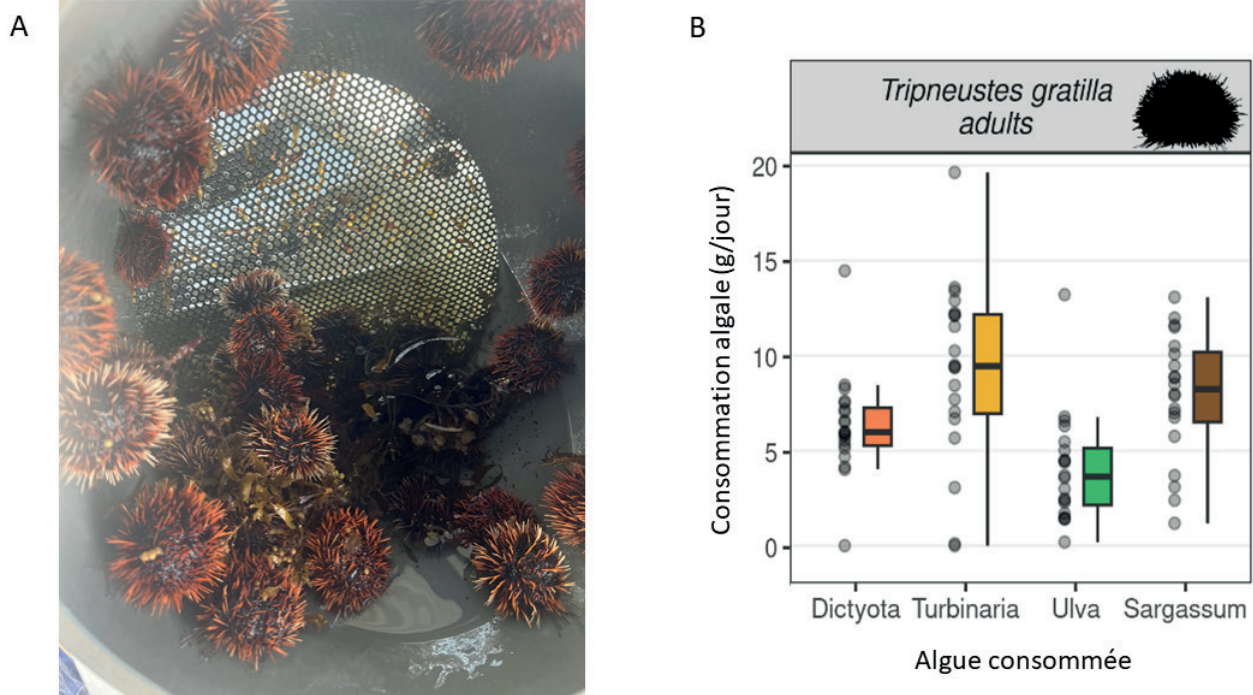 A
B
Tripneustes gratilla
adults
Consommation algale (g/jour)
20
15
10
5
0
Dictyota Turbinaria Ulva Sargassum
Algue consommée